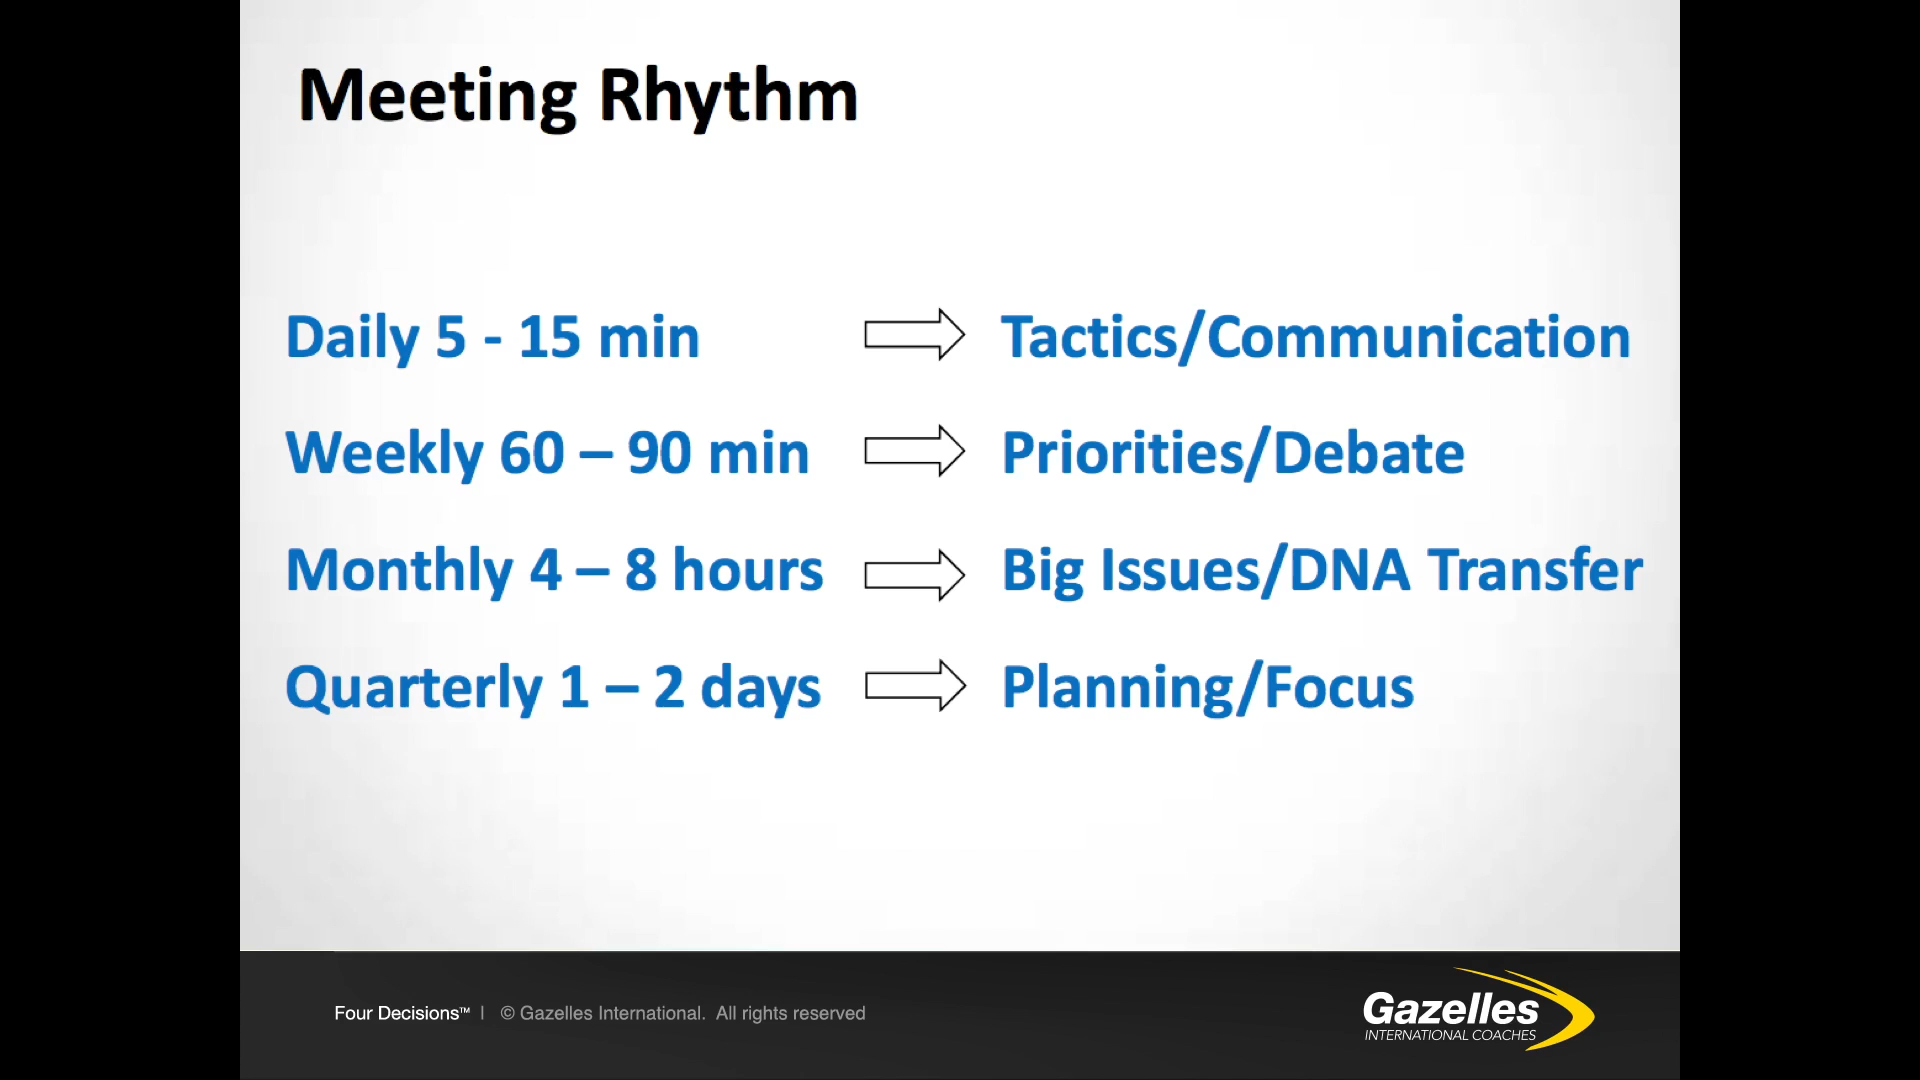 Meeting Rhythm
Daily 5 - 15 min Tactics/Communication
Weekly 60 – 90 min Priorities/Debate
Monthly 4 – 8 hours Big Issues/DNA Transfer
Quarterly 1 – 2 days Planning/Focus
Four Decisions™ | © Gazelles International. All rights reserved
Gazelles
INTERNATIONAL COACHES